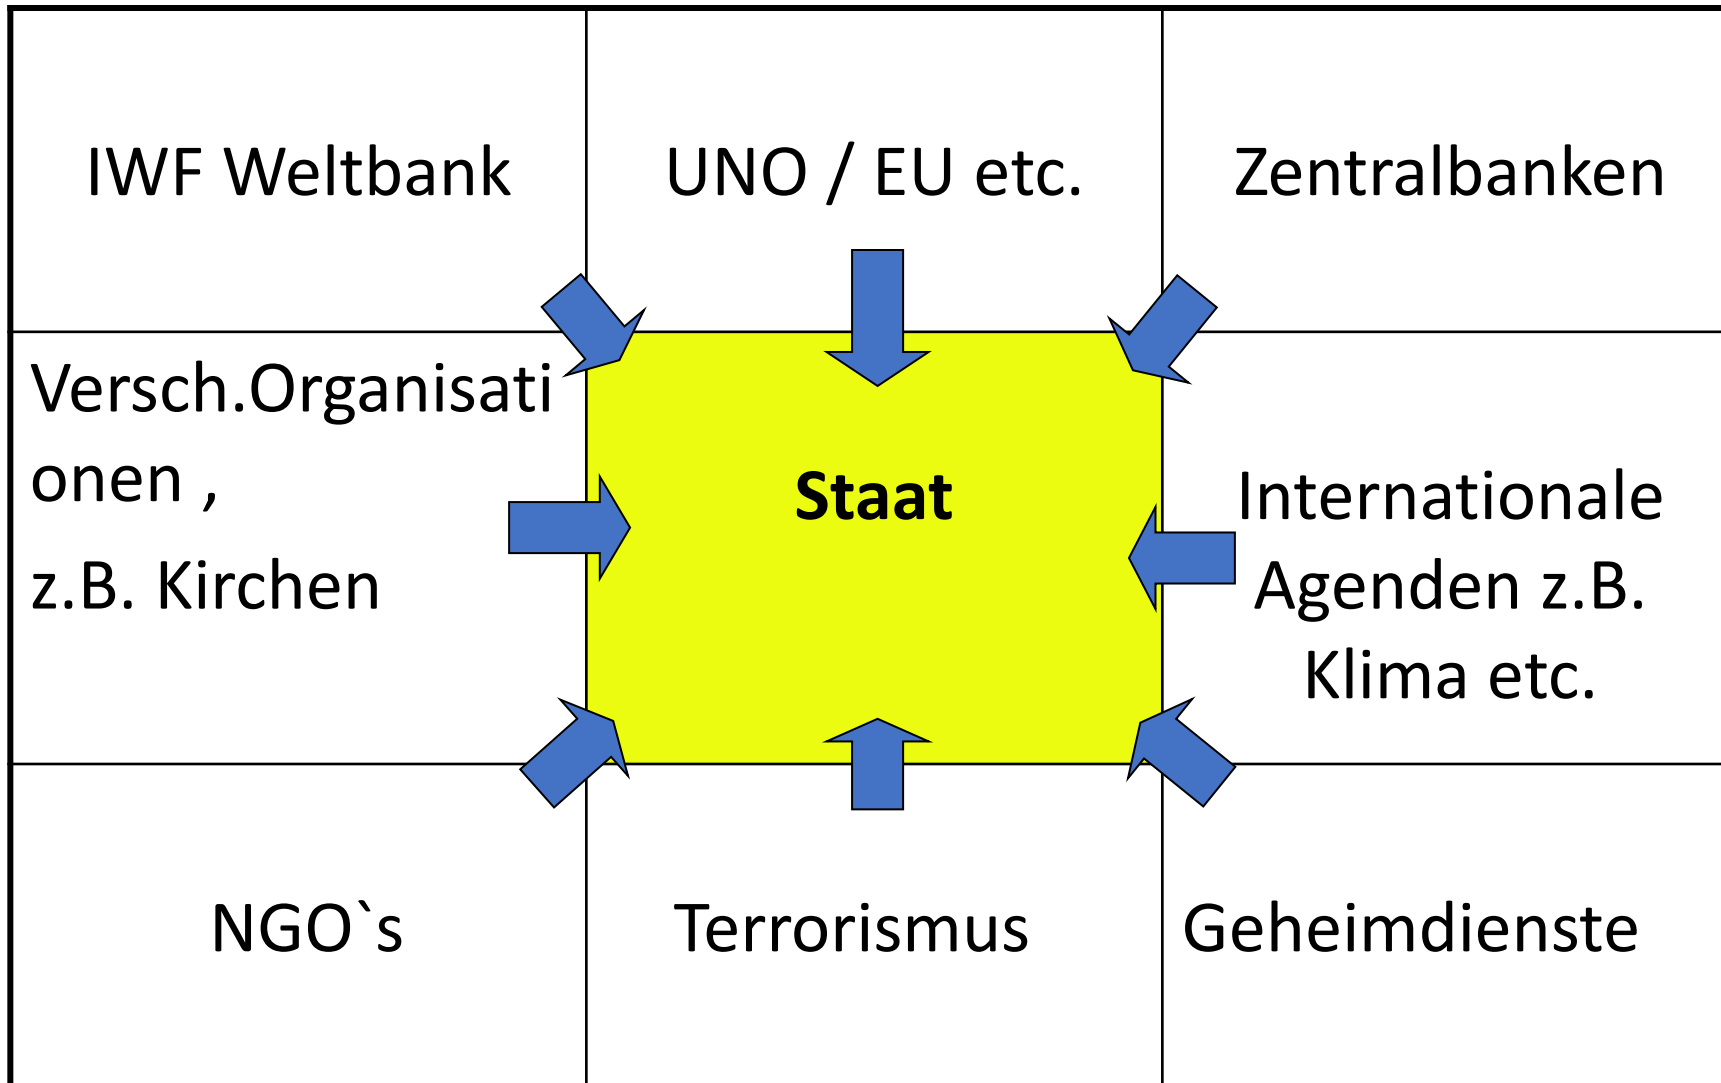 IWF Weltbank
UNO / EU etc.
Zentralbanken
Versch.Organisati
onen ,
z.B. Kirchen
Staat
Internationale
Agenden z.B.
Klima etc.
NGO`s
Terrorismus
Geheimdienste